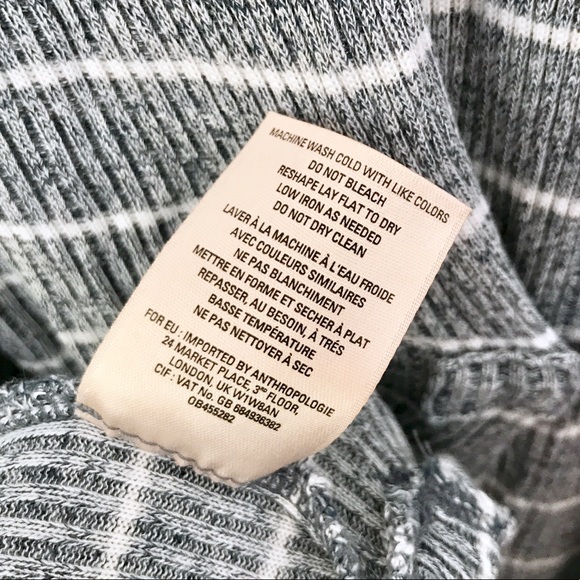 MACHINE WASH COLD WITH LIKE COLORS
DO NOT BLEACH
RESHAPE LAY FLAT TO DRY
LOW IRON AS NEEDED
DO NOT DRY CLEAN
LAVER À LA MACHINE À L'EAU FROIDE
AVEC COULEURS SIMILAIRES
NE PAS BLANCHIMENT
METTRE EN FORME ET SECHER À PLAT
REPASSER, AU BESOIN, À TRÉS
BASSE TEMPÉRATURE
NE PAS NETTOYER À SEC
FOR EU : IMPORTED BY ANTHROPOLOGIE
24 MARKET PLACE, 3RD FLOOR,
LONDON, UK W1W8AN
CIF : VAT No. GB 684936382
OB455282